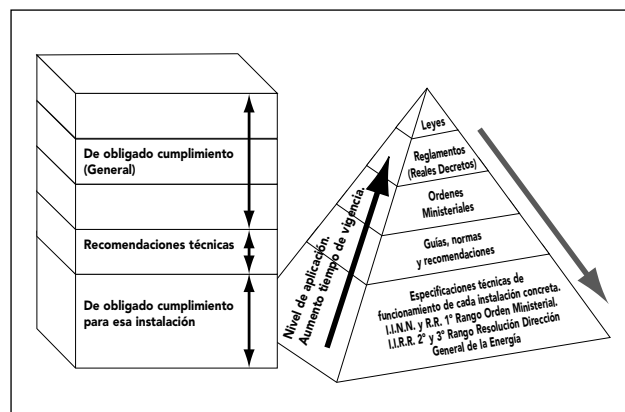 De obligado cumplimiento
(General)
Recomendaciones técnicas
De obligado cumplimiento
para esa instalación
Nivel de aplicación.
Aumento tiempo de vigencia.
Leyes
Reglamentos
(Reales Decretos)
Ordenes
Ministeriales
Guías, normas
y recomendaciones
Especificaciones técnicas de
funcionamiento de cada instalación concreta.
I.I.N.N. y R.R. 1° Rango Orden Ministerial.
I.I.R.R. 2° y 3° Rango Resolución Dirección
General de la Energía